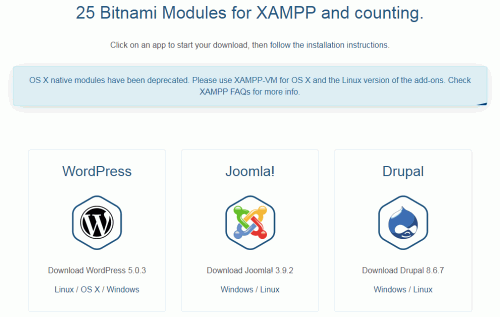 25 Bitnami Modules for XAMPP and counting.
Click on an app to start your download, then follow the installation instructions.
OS X native modules have been deprecated. Please use XAMPP-VM for OS X and the Linux version of the add-ons. Check
XAMPP FAQs for more info.
WordPress
Joomla!
Drupal
Download WordPress 5.0.3
Download Joomla! 3.9.2
Download Drupal 8.6.7
Linux / OS X / Windows
Windows / Linux
Windows / Linux